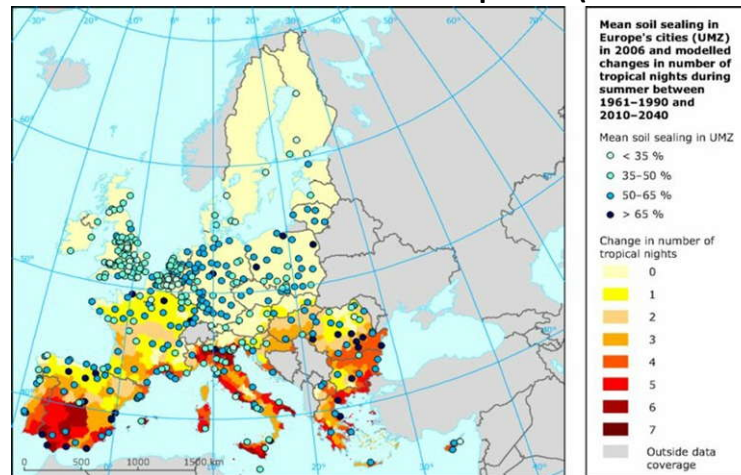 Mean soil sealing in
Europe's cities (UMZ)
in 2006 and modelled
changes in number of
tropical nights during
summer between
1961–1990 and
2010–2040
Mean soil sealing in UMZ
< 35 %
35–50 %
50–65 %
> 65 %
Change in number of
tropical nights
0
1
2
3
4
5
6
7
Outside data
coverage
0 500 1000 1500 km